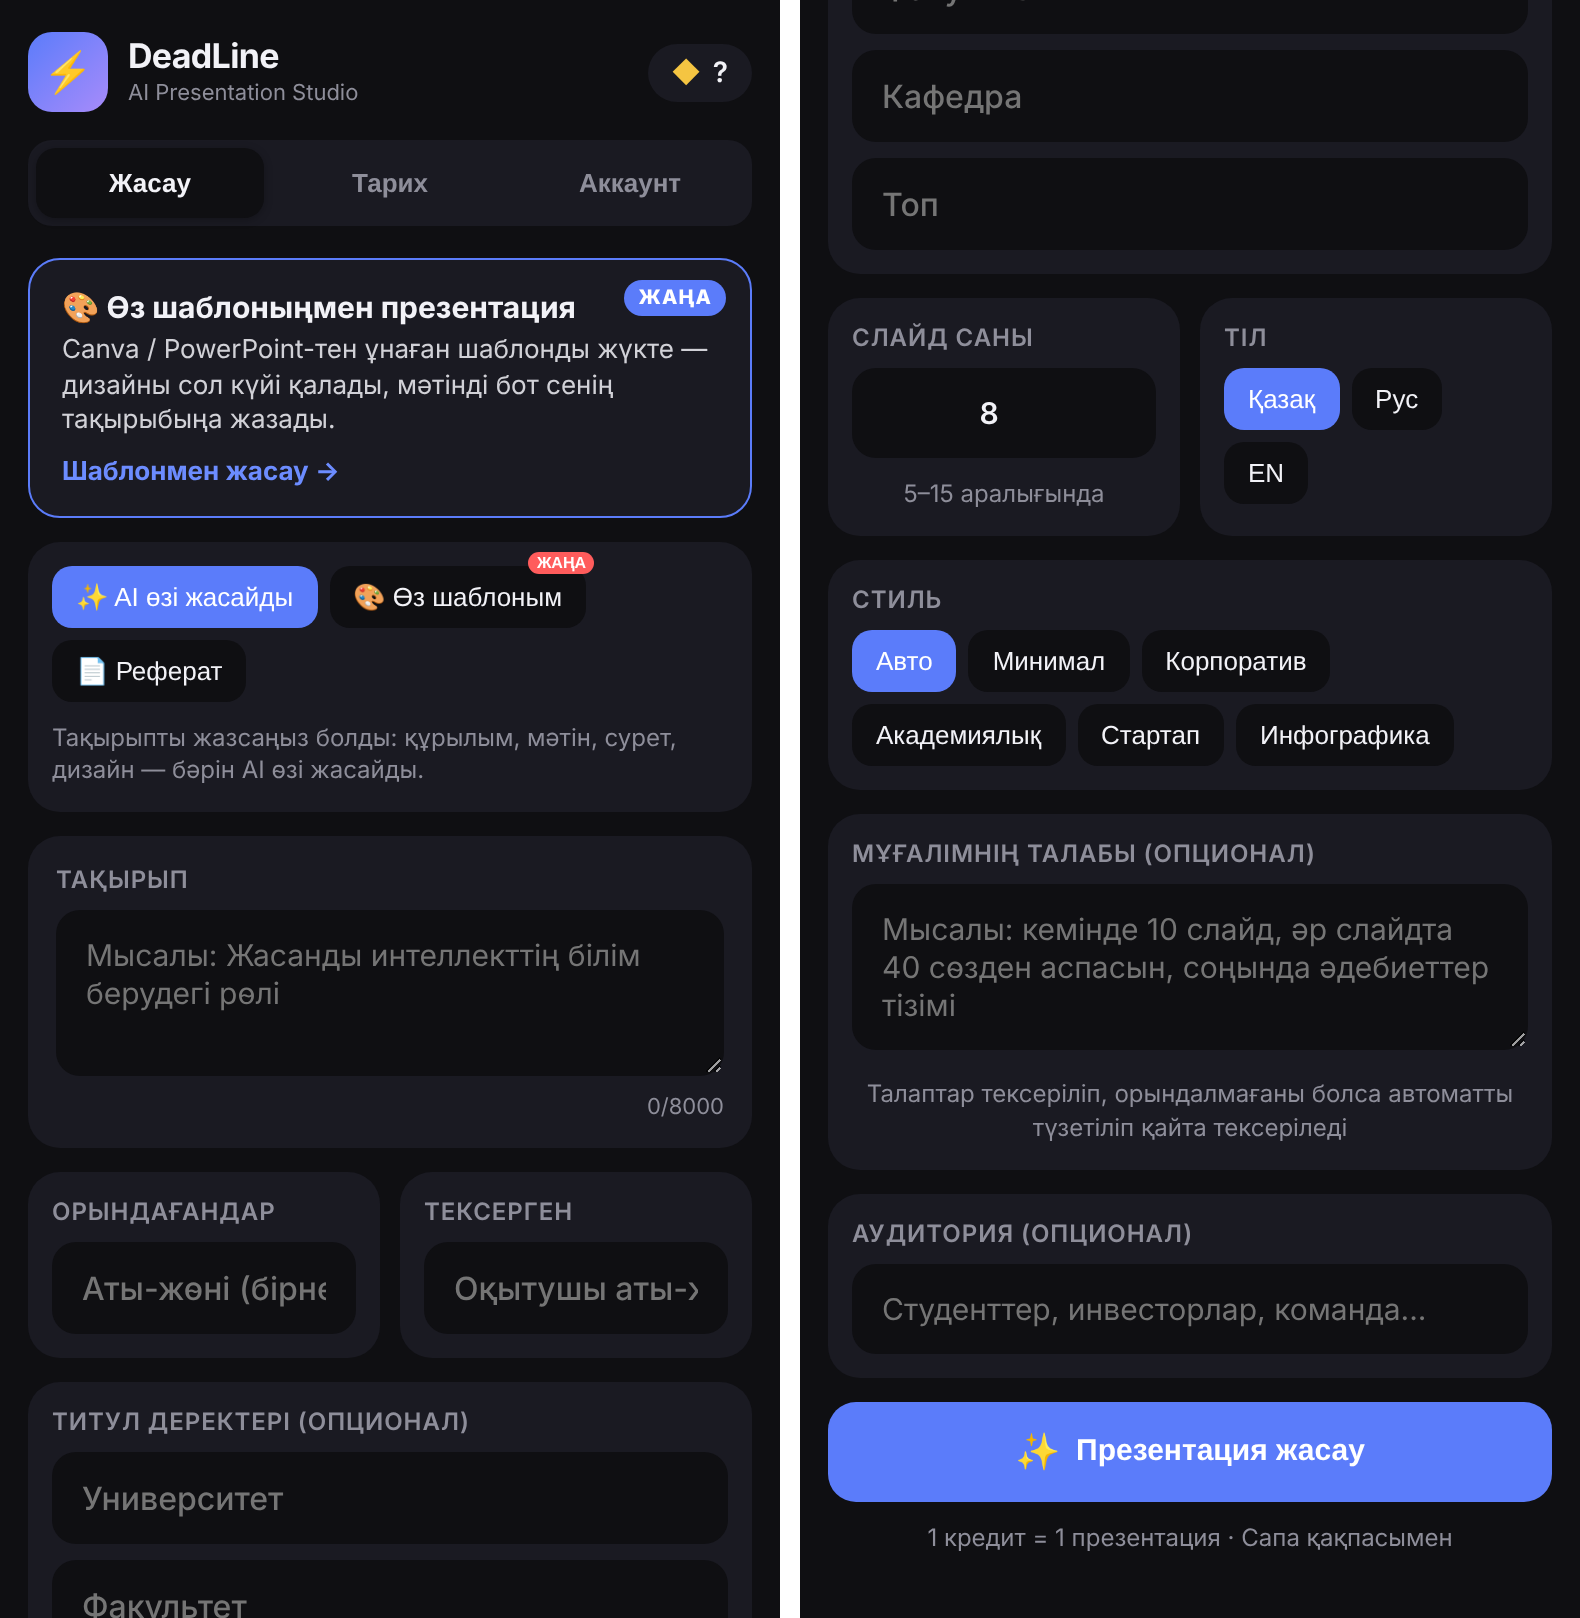 DeadLine
AI Presentation Studio
?
Жасау
Тарих
Аккаунт
Өз шаблоныңмен презентация
ЖАҢА
Canva / PowerPoint-тен ұнаған шаблонды жүкте —
дизайны сол күйі қалады, мәтінді бот сенің
тақырыбыңа жазады.
Шаблонмен жасау →
AI өзі жасайды
Өз шаблоным
ЖАҢА
Реферат
Тақырыпты жазсаңыз болды: құрылым, мәтін, сурет,
дизайн — бәрін AI өзі жасайды.
ТАҚЫРЫП
Мысалы: Жасанды интеллекттің білім
берудегі рөлі
0/8000
ОРЫНДАҒАНДАР
Аты-жөні (бірне
ТЕКСЕРГЕН
Оқытушы аты-ж
ТИТУЛ ДЕРЕКТЕРІ (ОПЦИОНАЛ)
Университет
Факультет
Кафедра
Топ
СЛАЙД САНЫ
8
5–15 аралығында
ТІЛ
Қазақ
Рус
EN
СТИЛЬ
Авто
Минимал
Корпоратив
Академиялық
Стартап
Инфографика
МҰҒАЛІМНІҢ ТАЛАБЫ (ОПЦИОНАЛ)
Мысалы: кемінде 10 слайд, әр слайдта
40 сөзден аспасын, соңында әдебиеттер
тізімі
Талаптар тексеріліп, орындалмағаны болса автоматты
түзетіліп қайта тексеріледі
АУДИТОРИЯ (ОПЦИОНАЛ)
Студенттер, инвесторлар, команда...
Презентация жасау
1 кредит = 1 презентация · Сапа қақпасымен